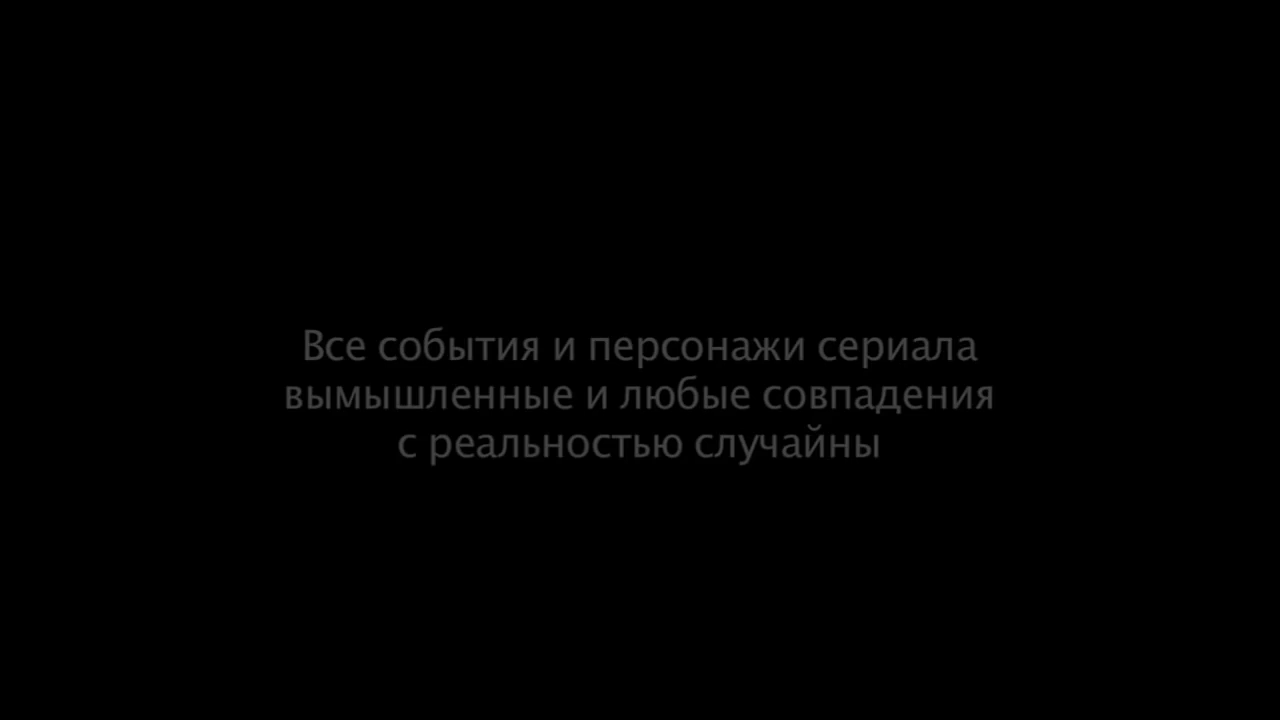 Все события и персонажи сериала
вымышленные и любые совпадения
с реальностью случайны